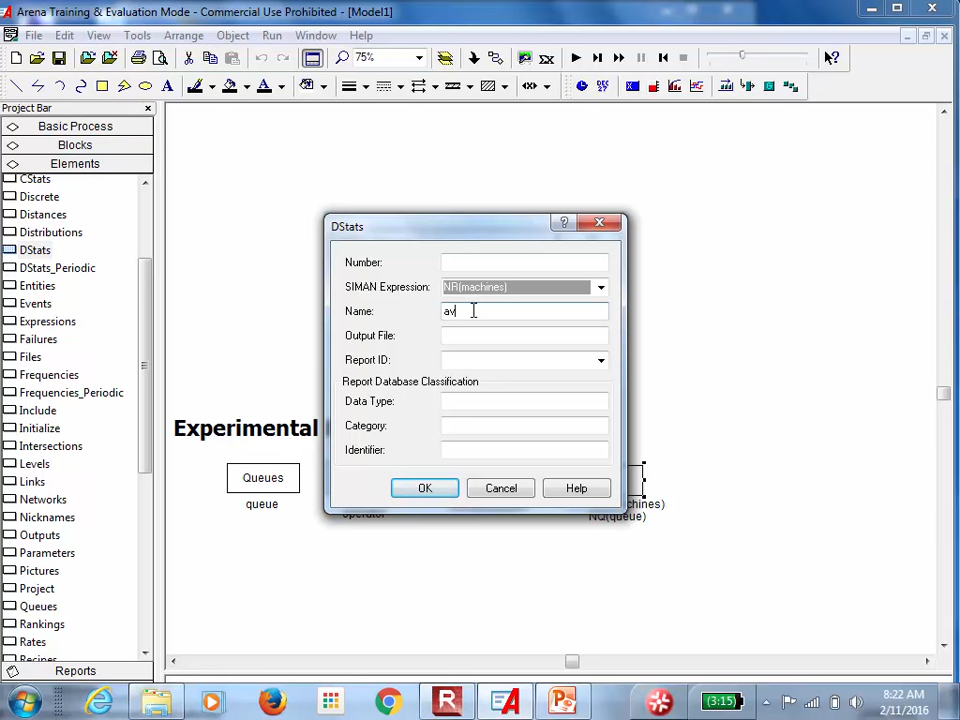 Arena Training & Evaluation Mode - Commercial Use Prohibited - [Model1]
File Edit View Tools Arrange Object Run Window Help
75%
Project Bar
Basic Process
Blocks
Elements
CStats
Discrete
Distances
Distributions
DStats
DStats_Periodic
Entities
Events
Expressions
Failures
Files
Frequencies
Frequencies_Periodic
Include
Initialize
Intersections
Levels
Links
Networks
Nicknames
Outputs
Parameters
Pictures
Project
Queues
Rankings
Rates
Recipes
Reports
Experimental
Queues
queue
operator
NQ(queue)
DStats
Number:
SIMAN Expression: NR(machines)
Name: av
Output File:
Report ID:
Report Database Classification
Data Type:
Category:
Identifier:
OK Cancel Help
(3:15)
8:22 AM
2/11/2016